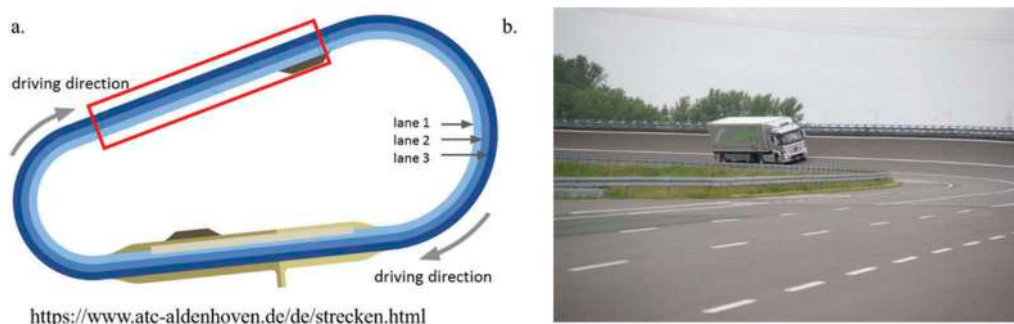 a.
b.
driving direction
lane 1
lane 2
lane 3
driving direction
https://www.atc-aldenhoven.de/de/strecken.html